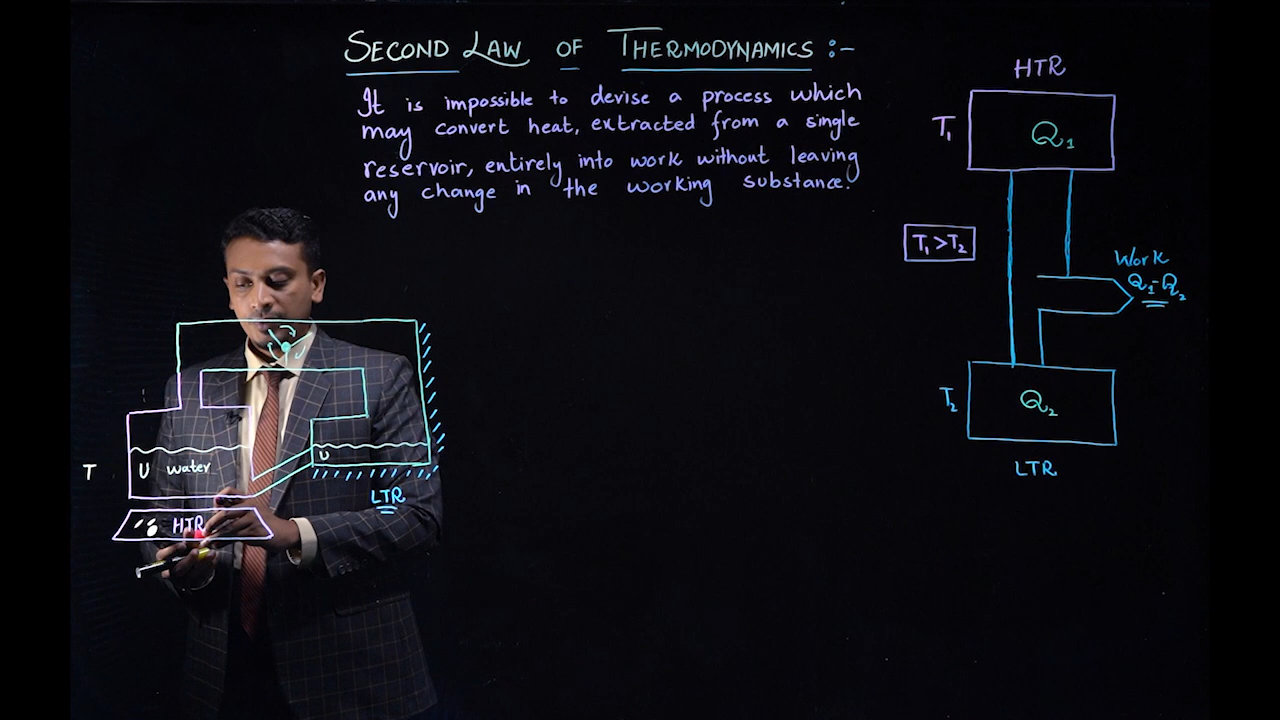 SECOND LAW OF THERMODYNAMICS :-
It is impossible to devise a process which
may convert heat, extracted from a single
reservoir, entirely into work without leaving
any change in the working substance.
HTR
T₁
Q₁
T₁ > T₂
Work
Q₁-Q₂
T₂
Q₂
LTR
T
U water
U
LTR
HTR